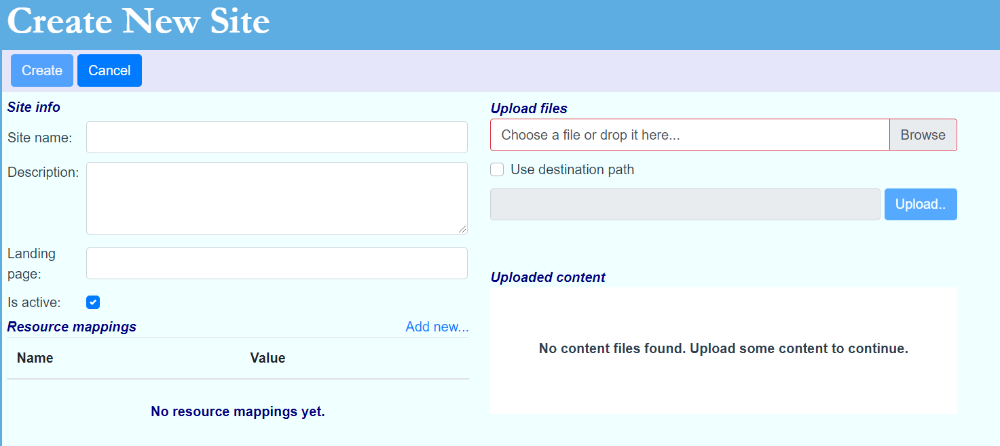 Create New Site
Create
Cancel
Site info
Site name:
Description:
Landing
page:
Is active:
Resource mappings
Add new...
Name
Value
No resource mappings yet.
Upload files
Choose a file or drop it here...
Browse
Use destination path
Upload..
Uploaded content
No content files found. Upload some content to continue.